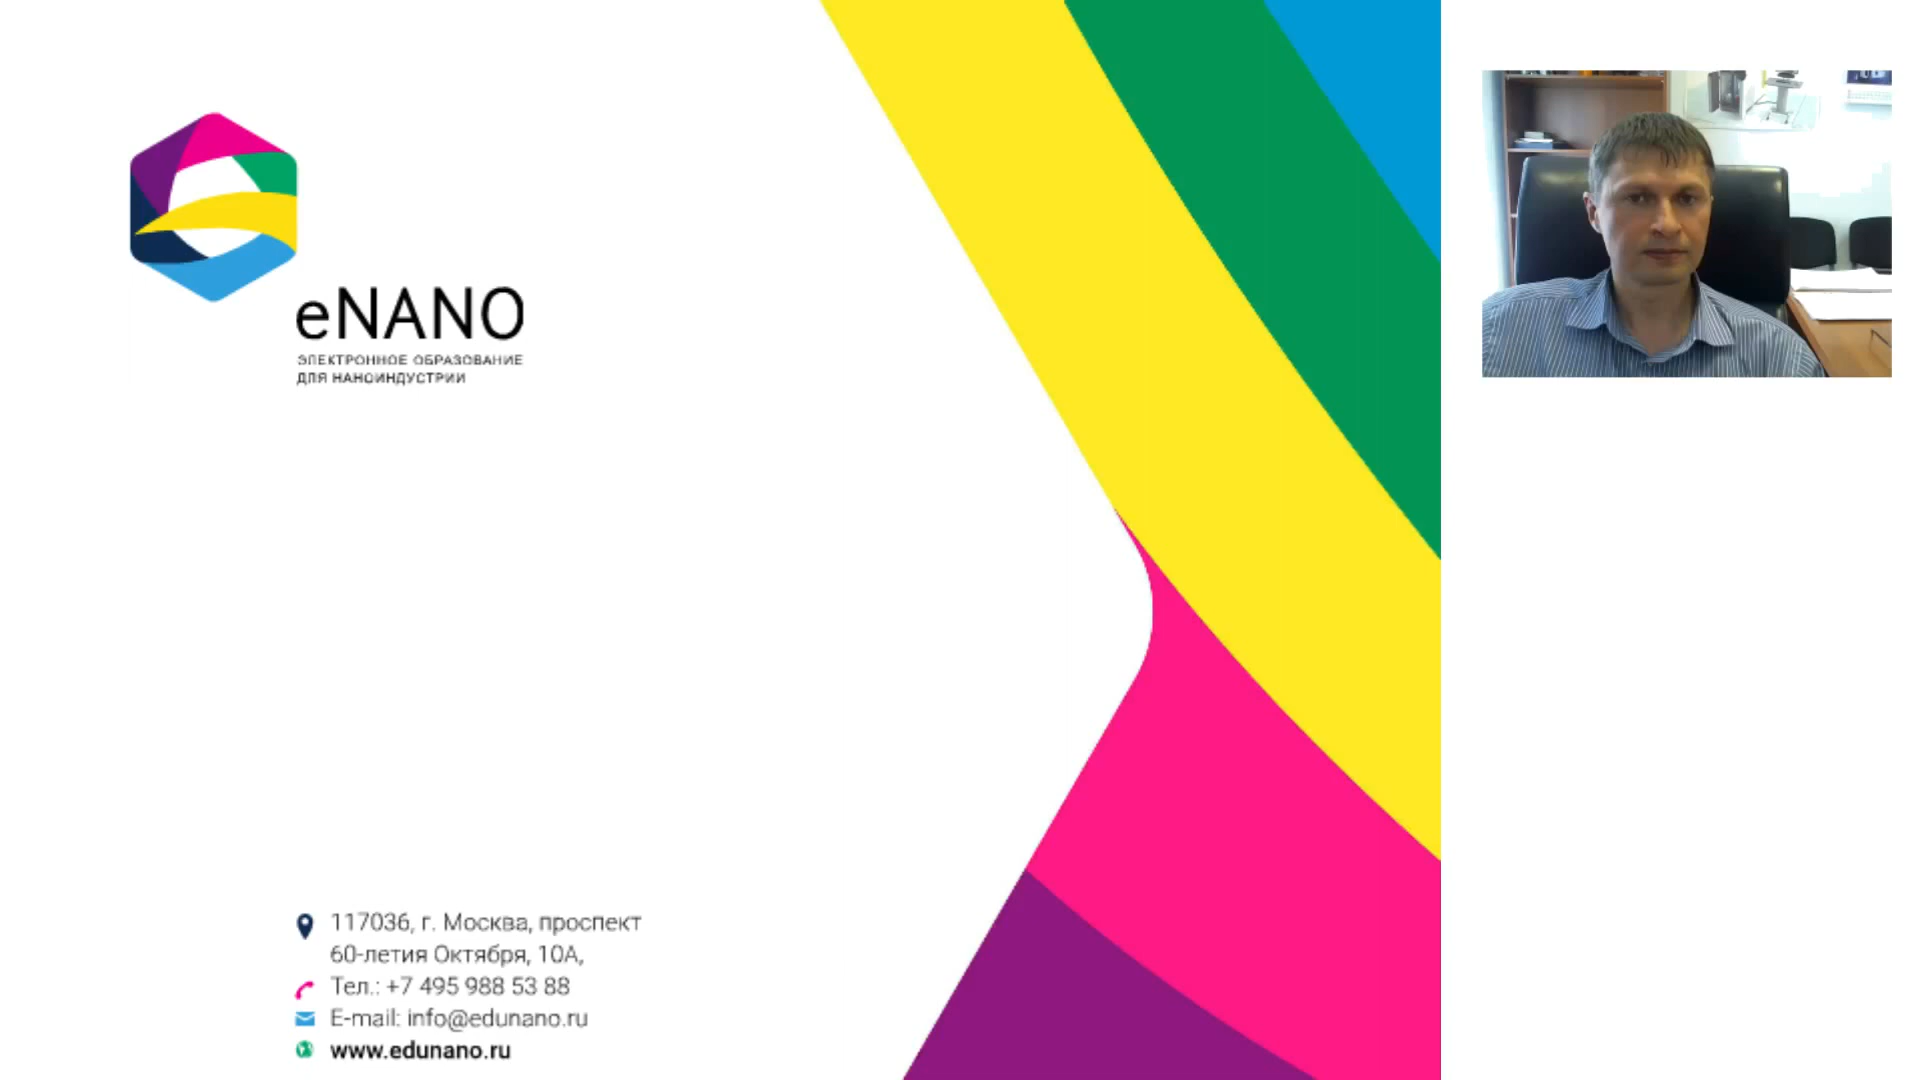 eNANO
ЭЛЕКТРОННОЕ ОБРАЗОВАНИЕ
ДЛЯ НАНОИНДУСТРИИ
117036, г. Москва, проспект
60-летия Октября, 10А,
Тел.: +7 495 988 53 88
E-mail: info@edunano.ru
www.edunano.ru